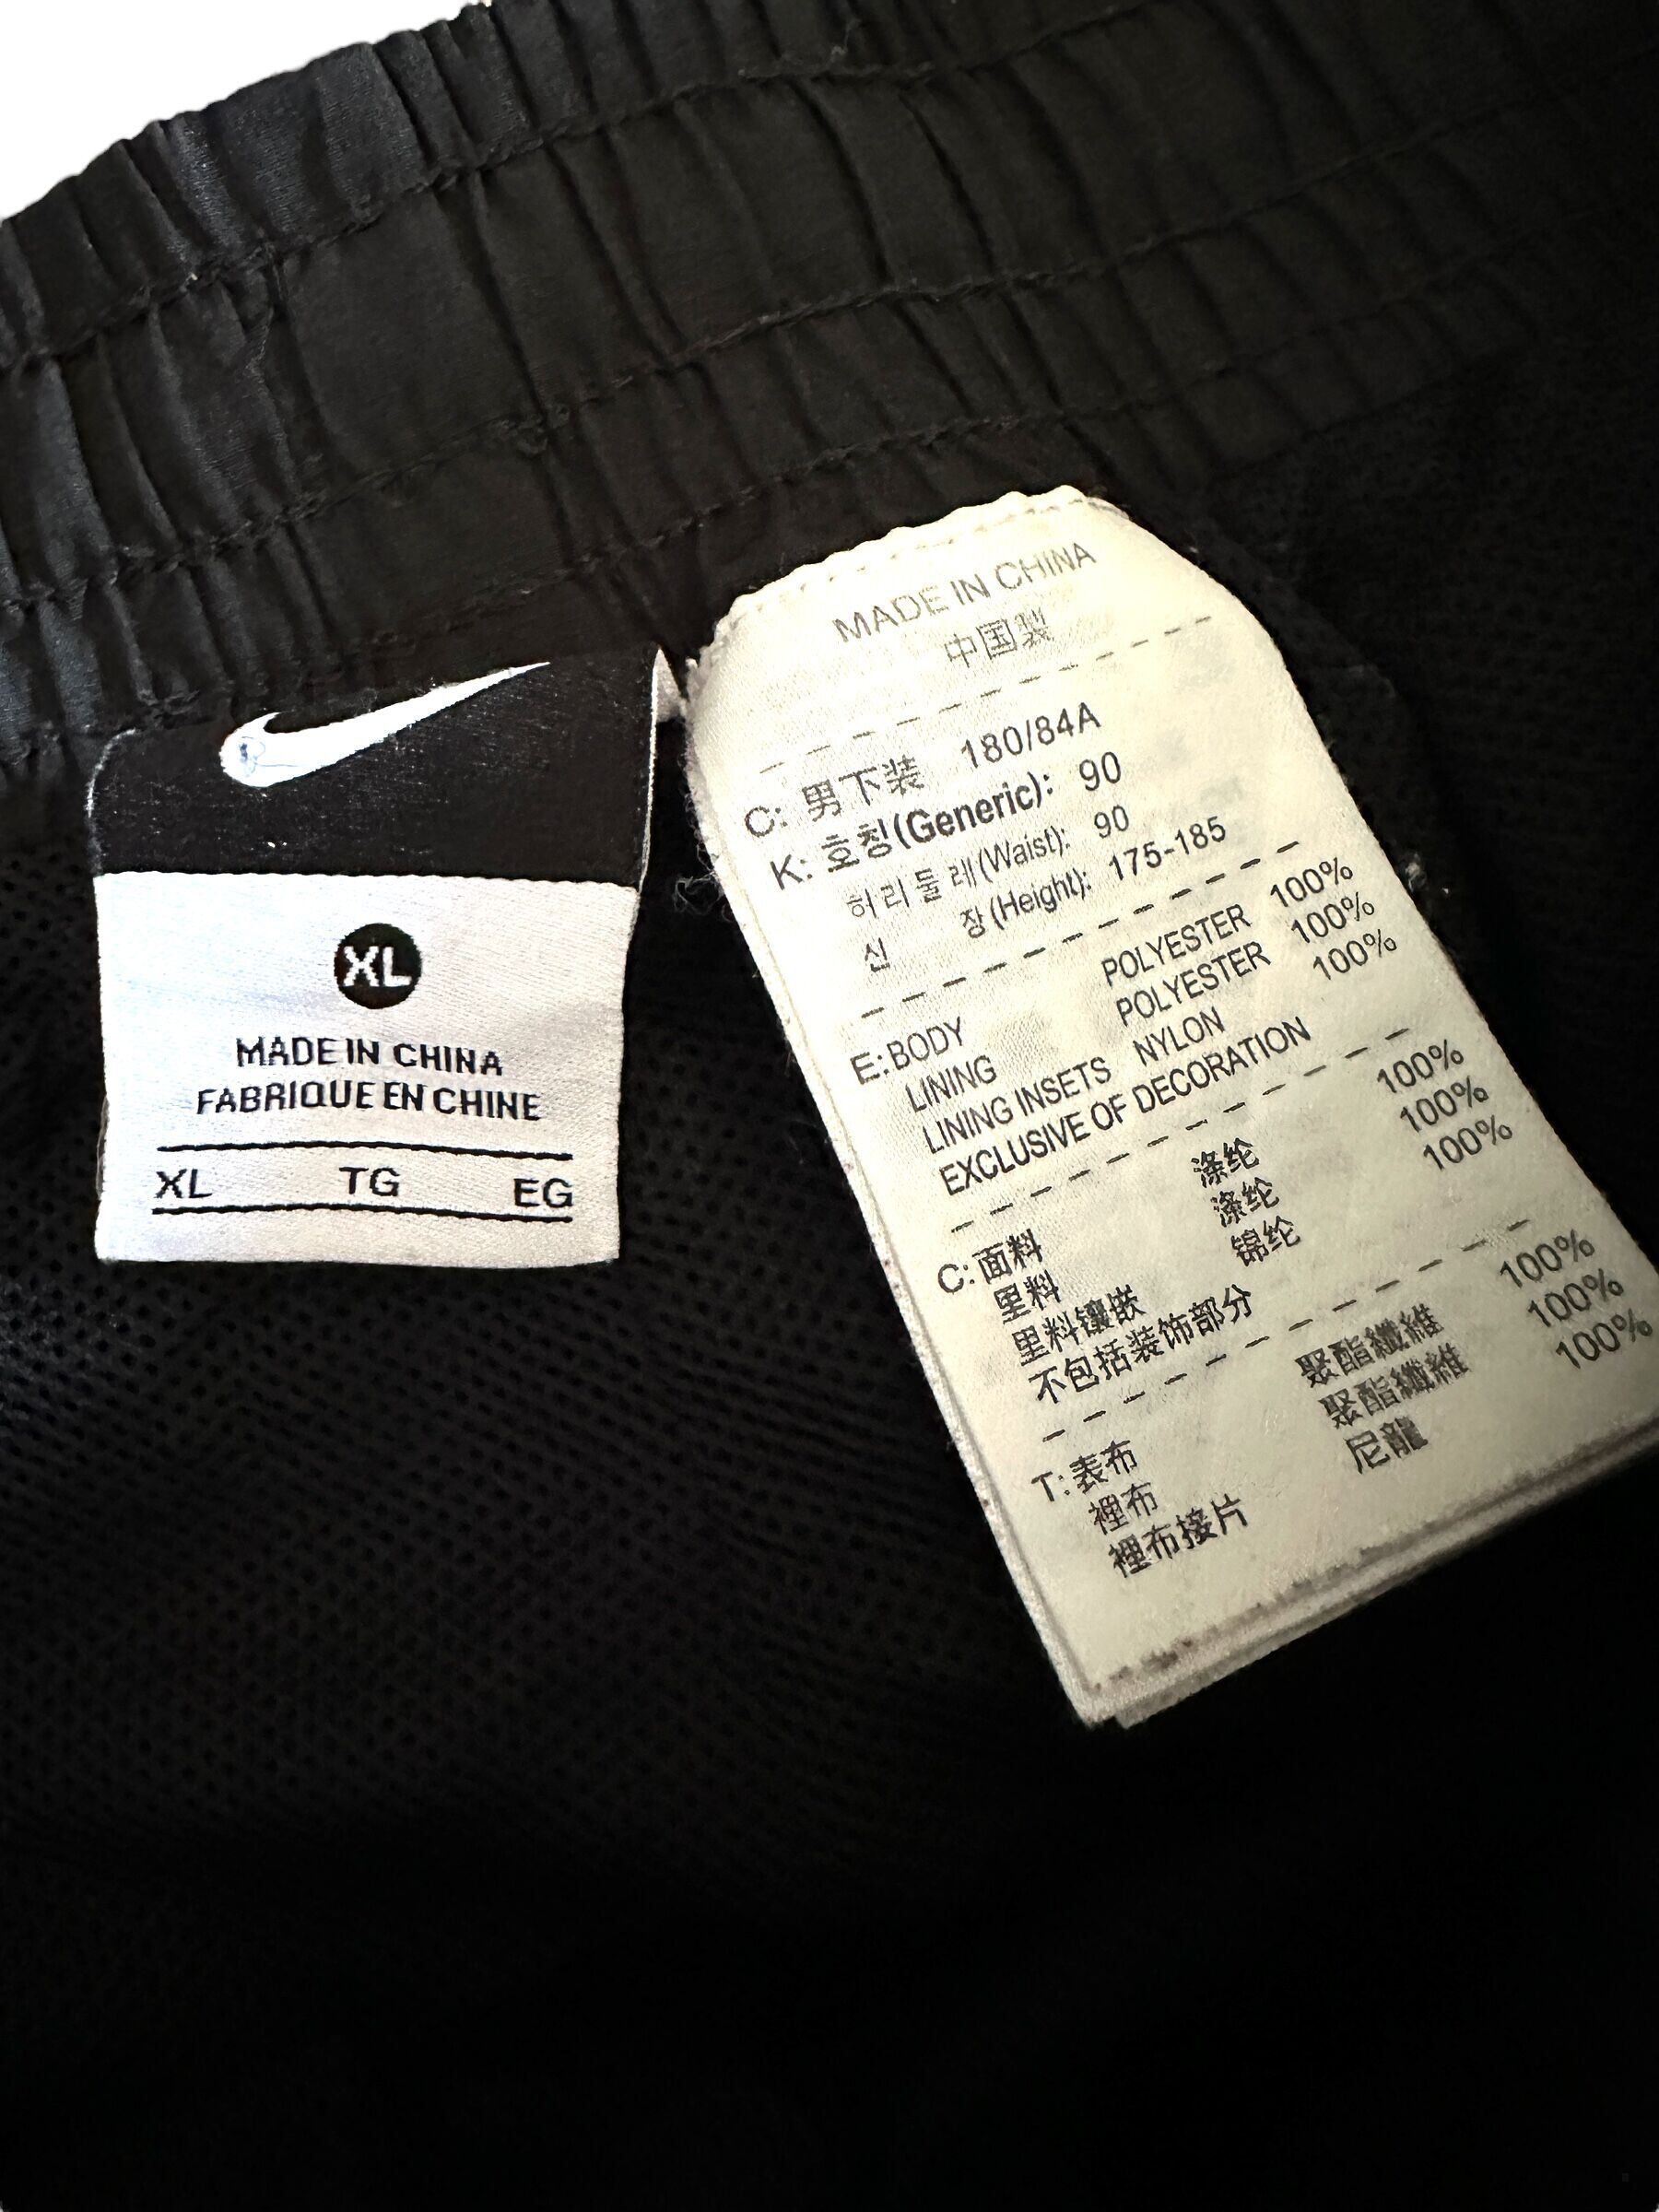 XL
MADE IN CHINA
FABRIQUE EN CHINE
XL TG EG
MADE IN CHINA
中国製
C: 男下装 180/84A
K: 호칭(Generic): 90
허리둘레(Waist): 90
신 장(Height): 175-185
E: BODY POLYESTER 100%
LINING POLYESTER 100%
LINING INSETS NYLON 100%
EXCLUSIVE OF DECORATION
C: 面料 涤纶 100%
里料 涤纶 100%
里料镶嵌 锦纶 100%
不包括装饰部分
T: 表布 聚酯纖維 100%
裡布 聚酯纖維 100%
裡布接片 尼龍 100%